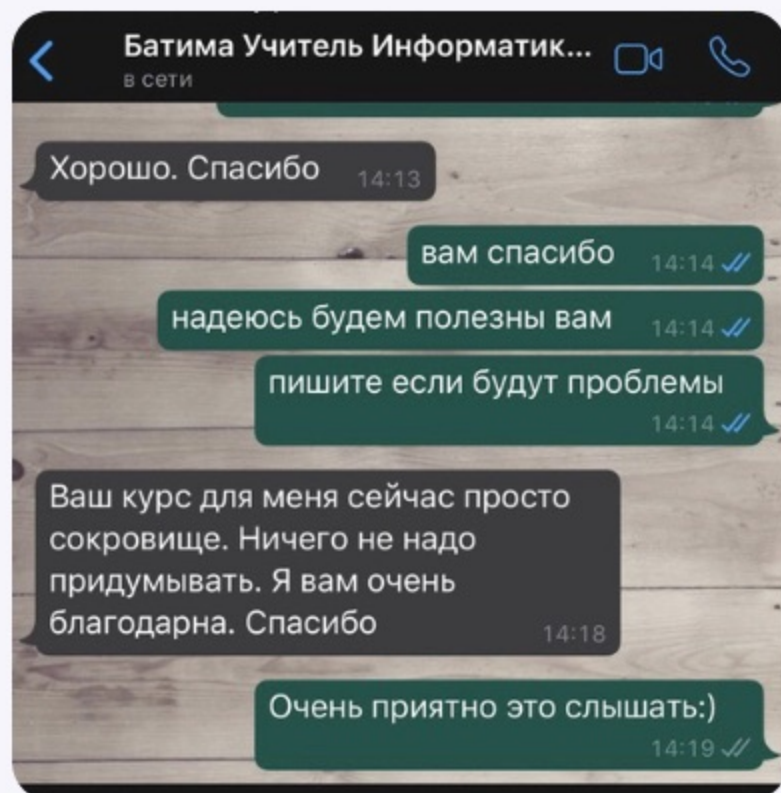 Батима Учитель Информатик...
в сети
Хорошо. Спасибо 14:13
вам спасибо 14:14
надеюсь будем полезны вам 14:14
пишите если будут проблемы
14:14
Ваш курс для меня сейчас просто
сокровище. Ничего не надо
придумывать. Я вам очень
благодарна. Спасибо 14:18
Очень приятно это слышать:)
14:19